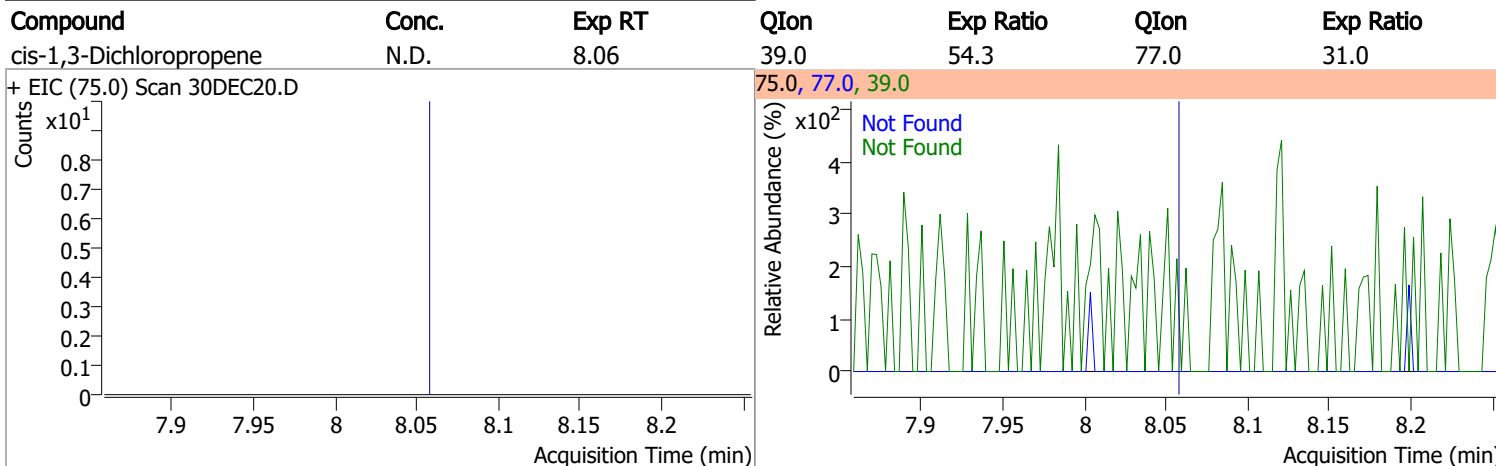 Compound Conc. Exp RT QIon Exp Ratio QIon Exp Ratio
cis-1,3-Dichloropropene N.D. 8.06 39.0 54.3 77.0 31.0
+ EIC (75.0) Scan 30DEC20.D
Counts
x10¹
0.8
0.7
0.6
0.5
0.4
0.3
0.2
0.1
0
7.9 7.95 8 8.05 8.1 8.15 8.2
Acquisition Time (min)
75.0, 77.0, 39.0
Relative Abundance (%)
x10²
Not Found
Not Found
4
3
2
1
0
7.9 7.95 8 8.05 8.1 8.15 8.2
Acquisition Time (min)